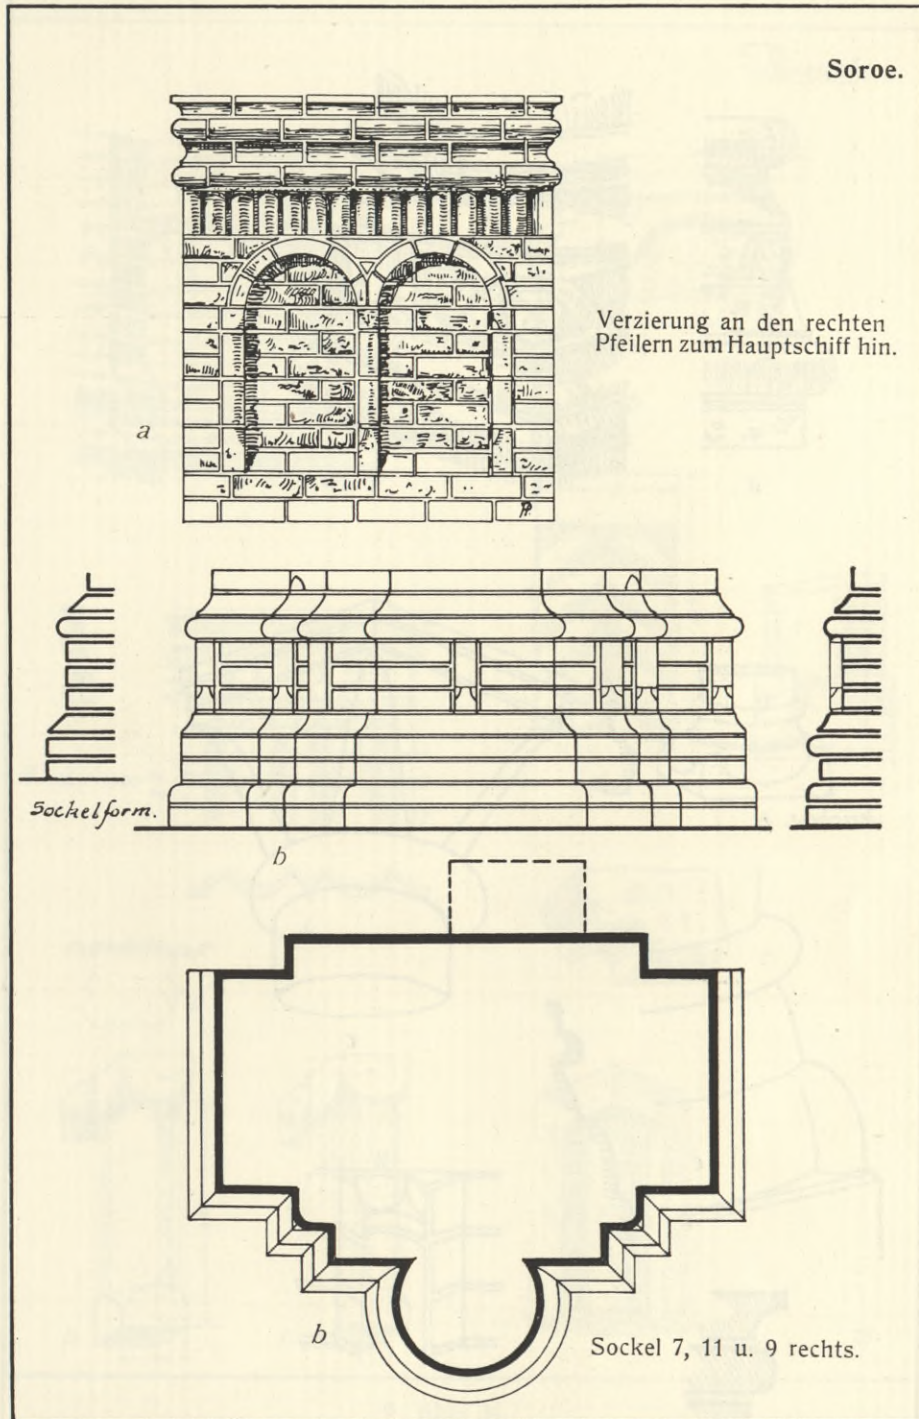 Soroe.
Verzierung an den rechten
Pfeilern zum Hauptschiff hin.
a
Sockelform.
b
b
Sockel 7, 11 u. 9 rechts.